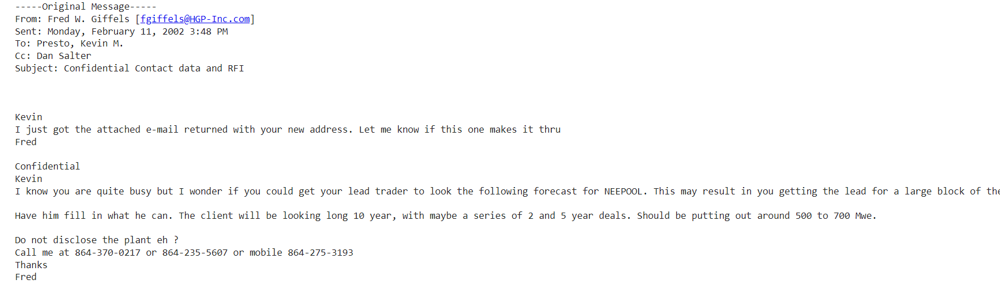 -----Original Message-----
From: Fred W. Giffels [fgiffels@HGP-Inc.com]
Sent: Monday, February 11, 2002 3:48 PM
To: Presto, Kevin M.
Cc: Dan Salter
Subject: Confidential Contact data and RFI
Kevin
I just got the attached e-mail returned with your new address. Let me know if this one makes it thru
Fred
Confidential
Kevin
I know you are quite busy but I wonder if you could get your lead trader to look the following forecast for NEEPOOL. This may result in you getting the lead for a large block of
Have him fill in what he can. The client will be looking long 10 year, with maybe a series of 2 and 5 year deals. Should be putting out around 500 to 700 Mwe.
Do not disclose the plant eh ?
Call me at 864-370-0217 or 864-235-5607 or mobile 864-275-3193
Thanks
Fred